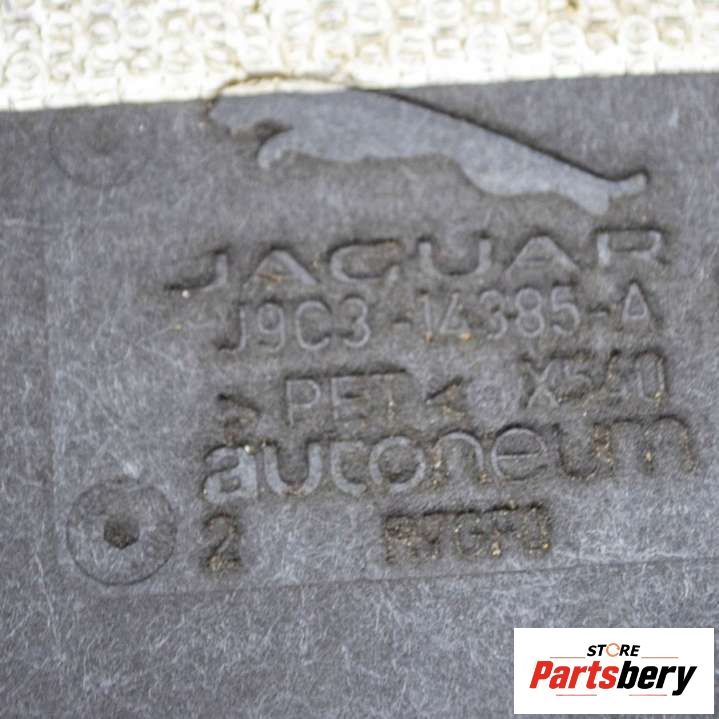 JAGUAR
J9C3-14385-A
>PET< X540
autoneum
2
STORE
Partsbery